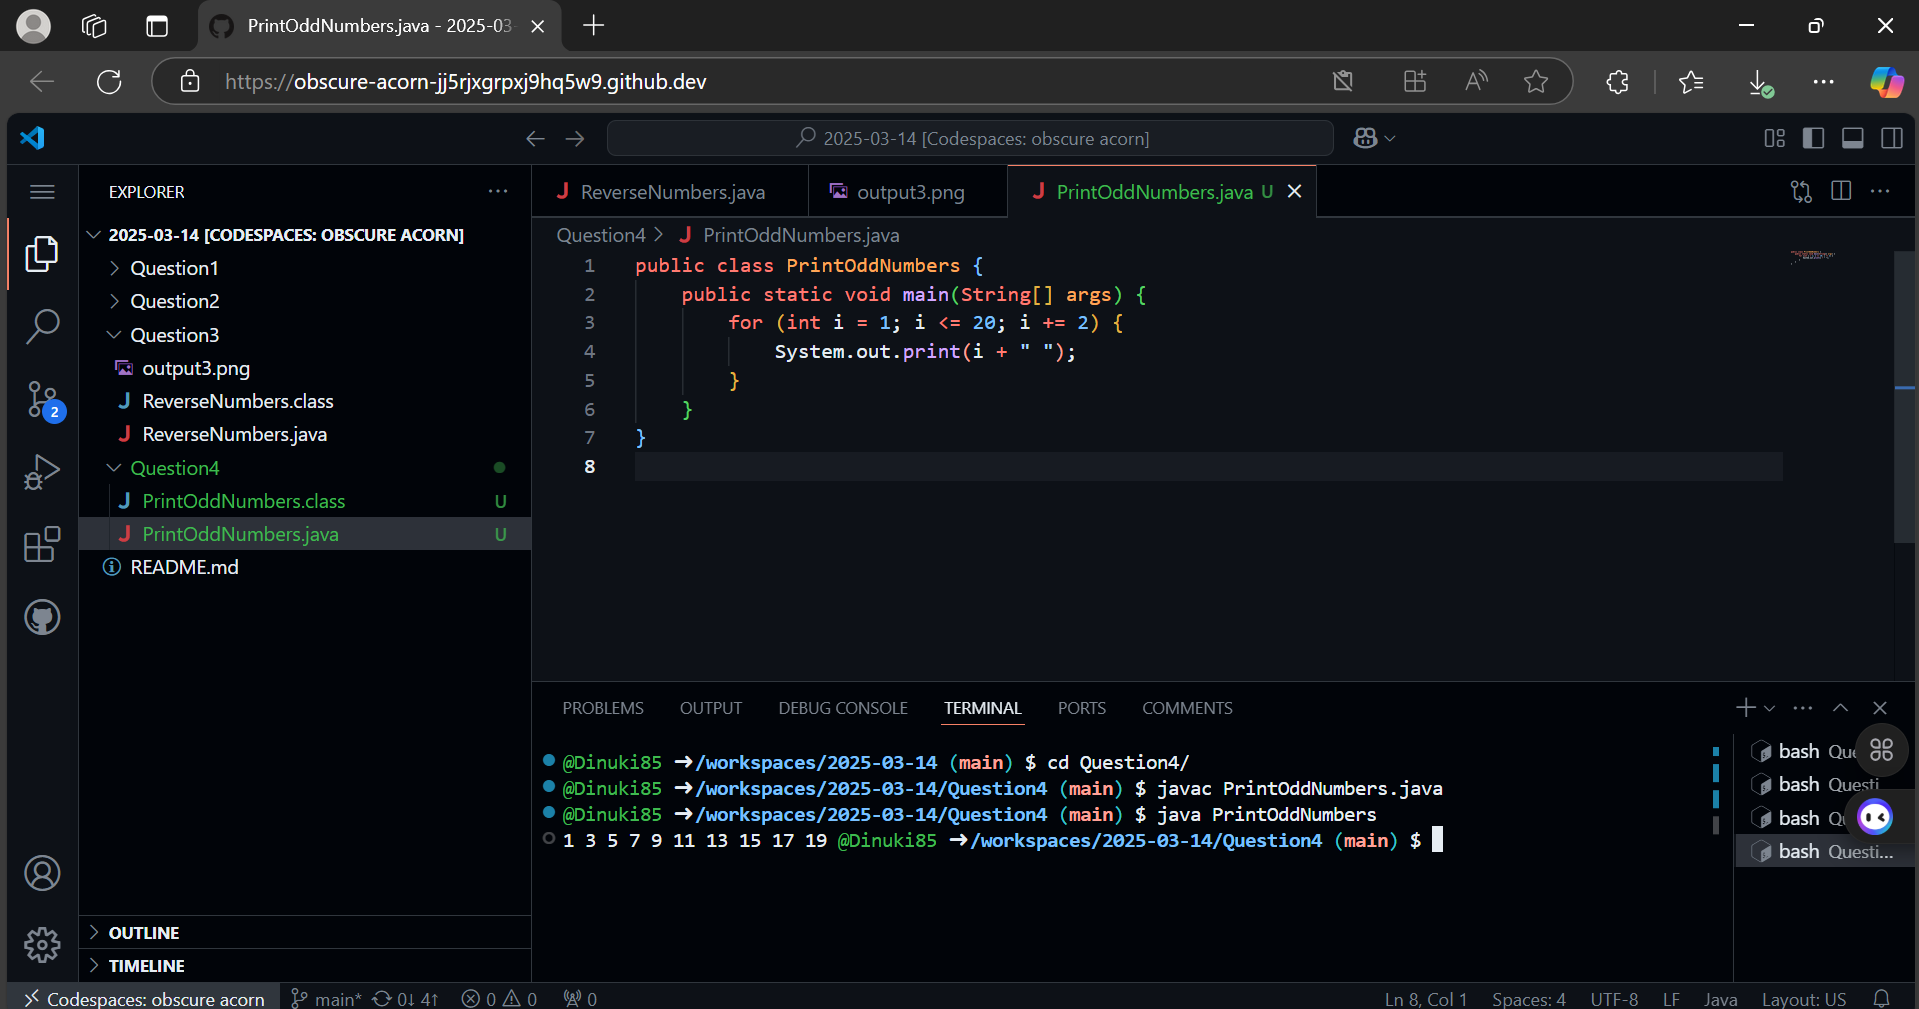 PrintOddNumbers.java - 2025-03-
https://obscure-acorn-jj5rjxgrpxj9hq5w9.github.dev
2025-03-14 [Codespaces: obscure acorn]
EXPLORER
2025-03-14 [CODESPACES: OBSCURE ACORN]
Question1
Question2
Question3
output3.png
J ReverseNumbers.class
J ReverseNumbers.java
Question4
J PrintOddNumbers.class U
J PrintOddNumbers.java U
README.md
OUTLINE
TIMELINE
2
J ReverseNumbers.java
output3.png
J PrintOddNumbers.java U
Question4 > J PrintOddNumbers.java
1 public class PrintOddNumbers {
2 public static void main(String[] args) {
3 for (int i = 1; i <= 20; i += 2) {
4 System.out.print(i + " ");
5 }
6 }
7 }
8
PROBLEMS OUTPUT DEBUG CONSOLE TERMINAL PORTS COMMENTS
@Dinuki85 ➜/workspaces/2025-03-14 (main) $ cd Question4/
@Dinuki85 ➜/workspaces/2025-03-14/Question4 (main) $ javac PrintOddNumbers.java
@Dinuki85 ➜/workspaces/2025-03-14/Question4 (main) $ java PrintOddNumbers
1 3 5 7 9 11 13 15 17 19 @Dinuki85 ➜/workspaces/2025-03-14/Question4 (main) $
bash Que
bash Questi
bash Qu
bash Questi...
Codespaces: obscure acorn main* 0↓ 4↑ 0 0 0
Ln 8, Col 1 Spaces: 4 UTF-8 LF Java Layout: US